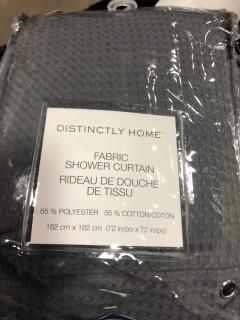 DISTINCTLY HOME™
FABRIC
SHOWER CURTAIN
RIDEAU DE DOUCHE
DE TISSU
65 % POLYESTER 35 % COTTON/COTON
182 cm x 182 cm (72 in/po x 72 in/po)